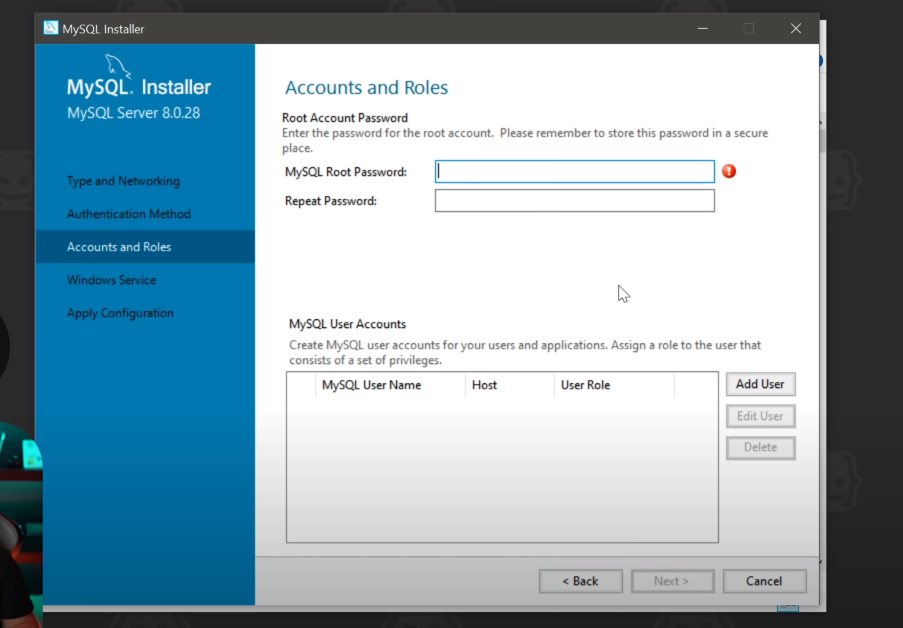 MySQL Installer
MySQL. Installer
MySQL Server 8.0.28
Type and Networking
Authentication Method
Accounts and Roles
Windows Service
Apply Configuration
Accounts and Roles
Root Account Password
Enter the password for the root account. Please remember to store this password in a secure
place.
MySQL Root Password:
Repeat Password:
MySQL User Accounts
Create MySQL user accounts for your users and applications. Assign a role to the user that
consists of a set of privileges.
MySQL User Name Host User Role
Add User
Edit User
Delete
< Back Next > Cancel